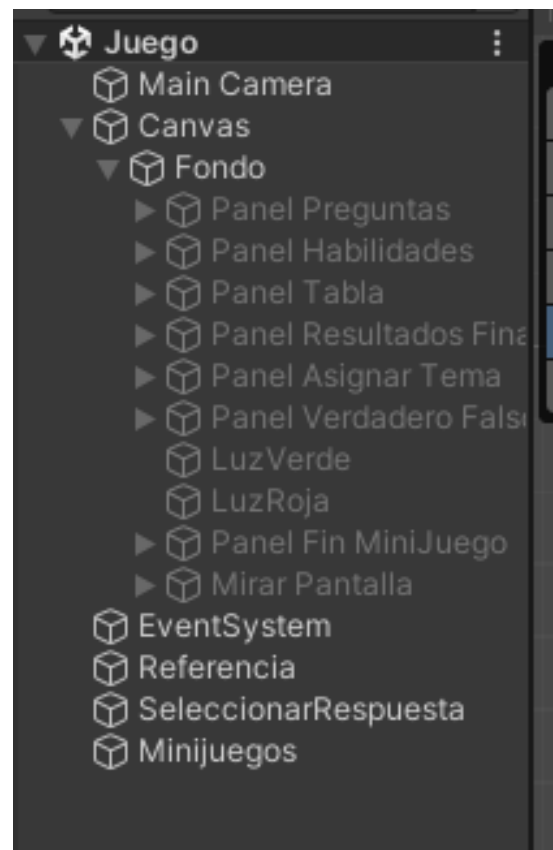 Juego
Main Camera
Canvas
Fondo
Panel Preguntas
Panel Habilidades
Panel Tabla
Panel Resultados Fina
Panel Asignar Tema
Panel Verdadero Fals
LuzVerde
LuzRoja
Panel Fin MiniJuego
Mirar Pantalla
EventSystem
Referencia
SeleccionarRespuesta
Minijuegos